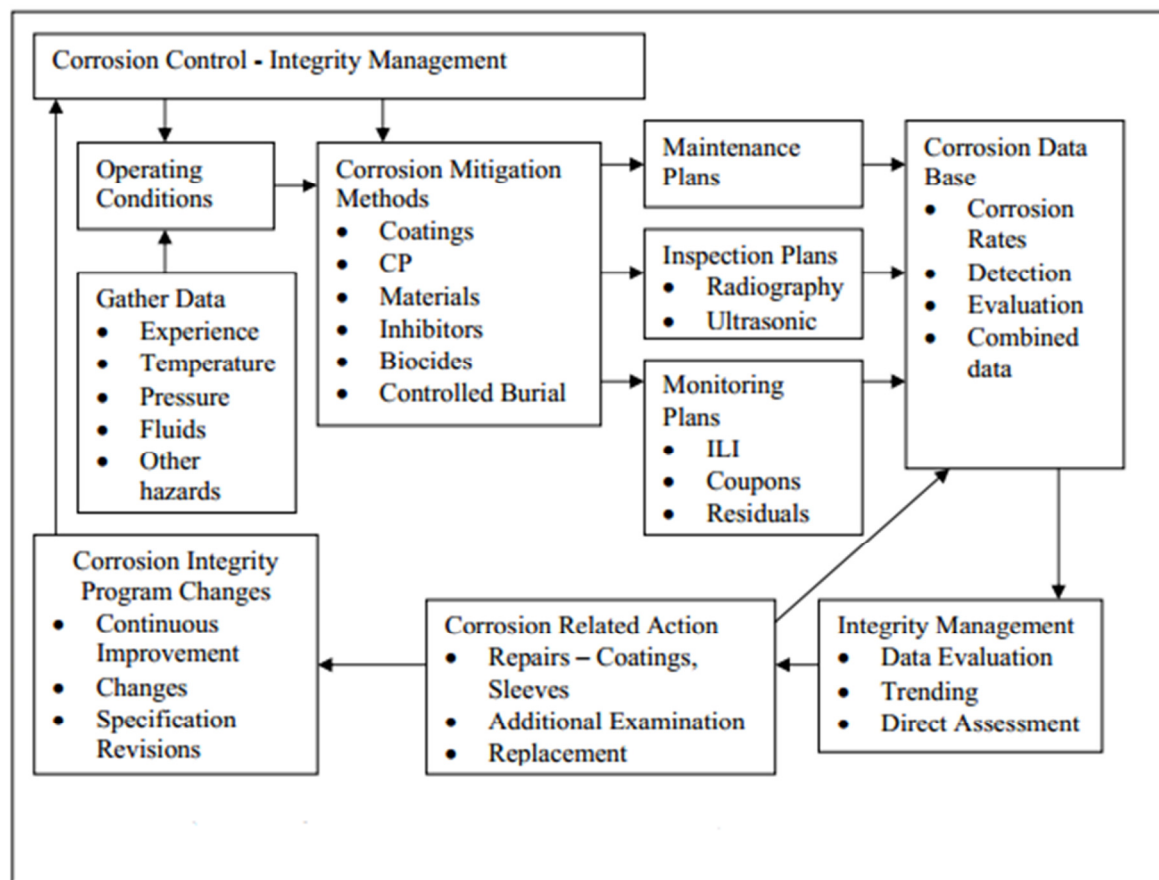 Corrosion Control - Integrity Management
Operating
Conditions
Corrosion Mitigation
Methods
• Coatings
• CP
• Materials
• Inhibitors
• Biocides
• Controlled Burial
Maintenance
Plans
Corrosion Data
Base
• Corrosion
Rates
• Detection
• Evaluation
• Combined
data
Inspection Plans
• Radiography
• Ultrasonic
Gather Data
• Experience
• Temperature
• Pressure
• Fluids
• Other
hazards
Monitoring
Plans
• ILI
• Coupons
• Residuals
Corrosion Integrity
Program Changes
• Continuous
Improvement
• Changes
• Specification
Revisions
Corrosion Related Action
• Repairs – Coatings,
Sleeves
• Additional Examination
• Replacement
Integrity Management
• Data Evaluation
• Trending
• Direct Assessment